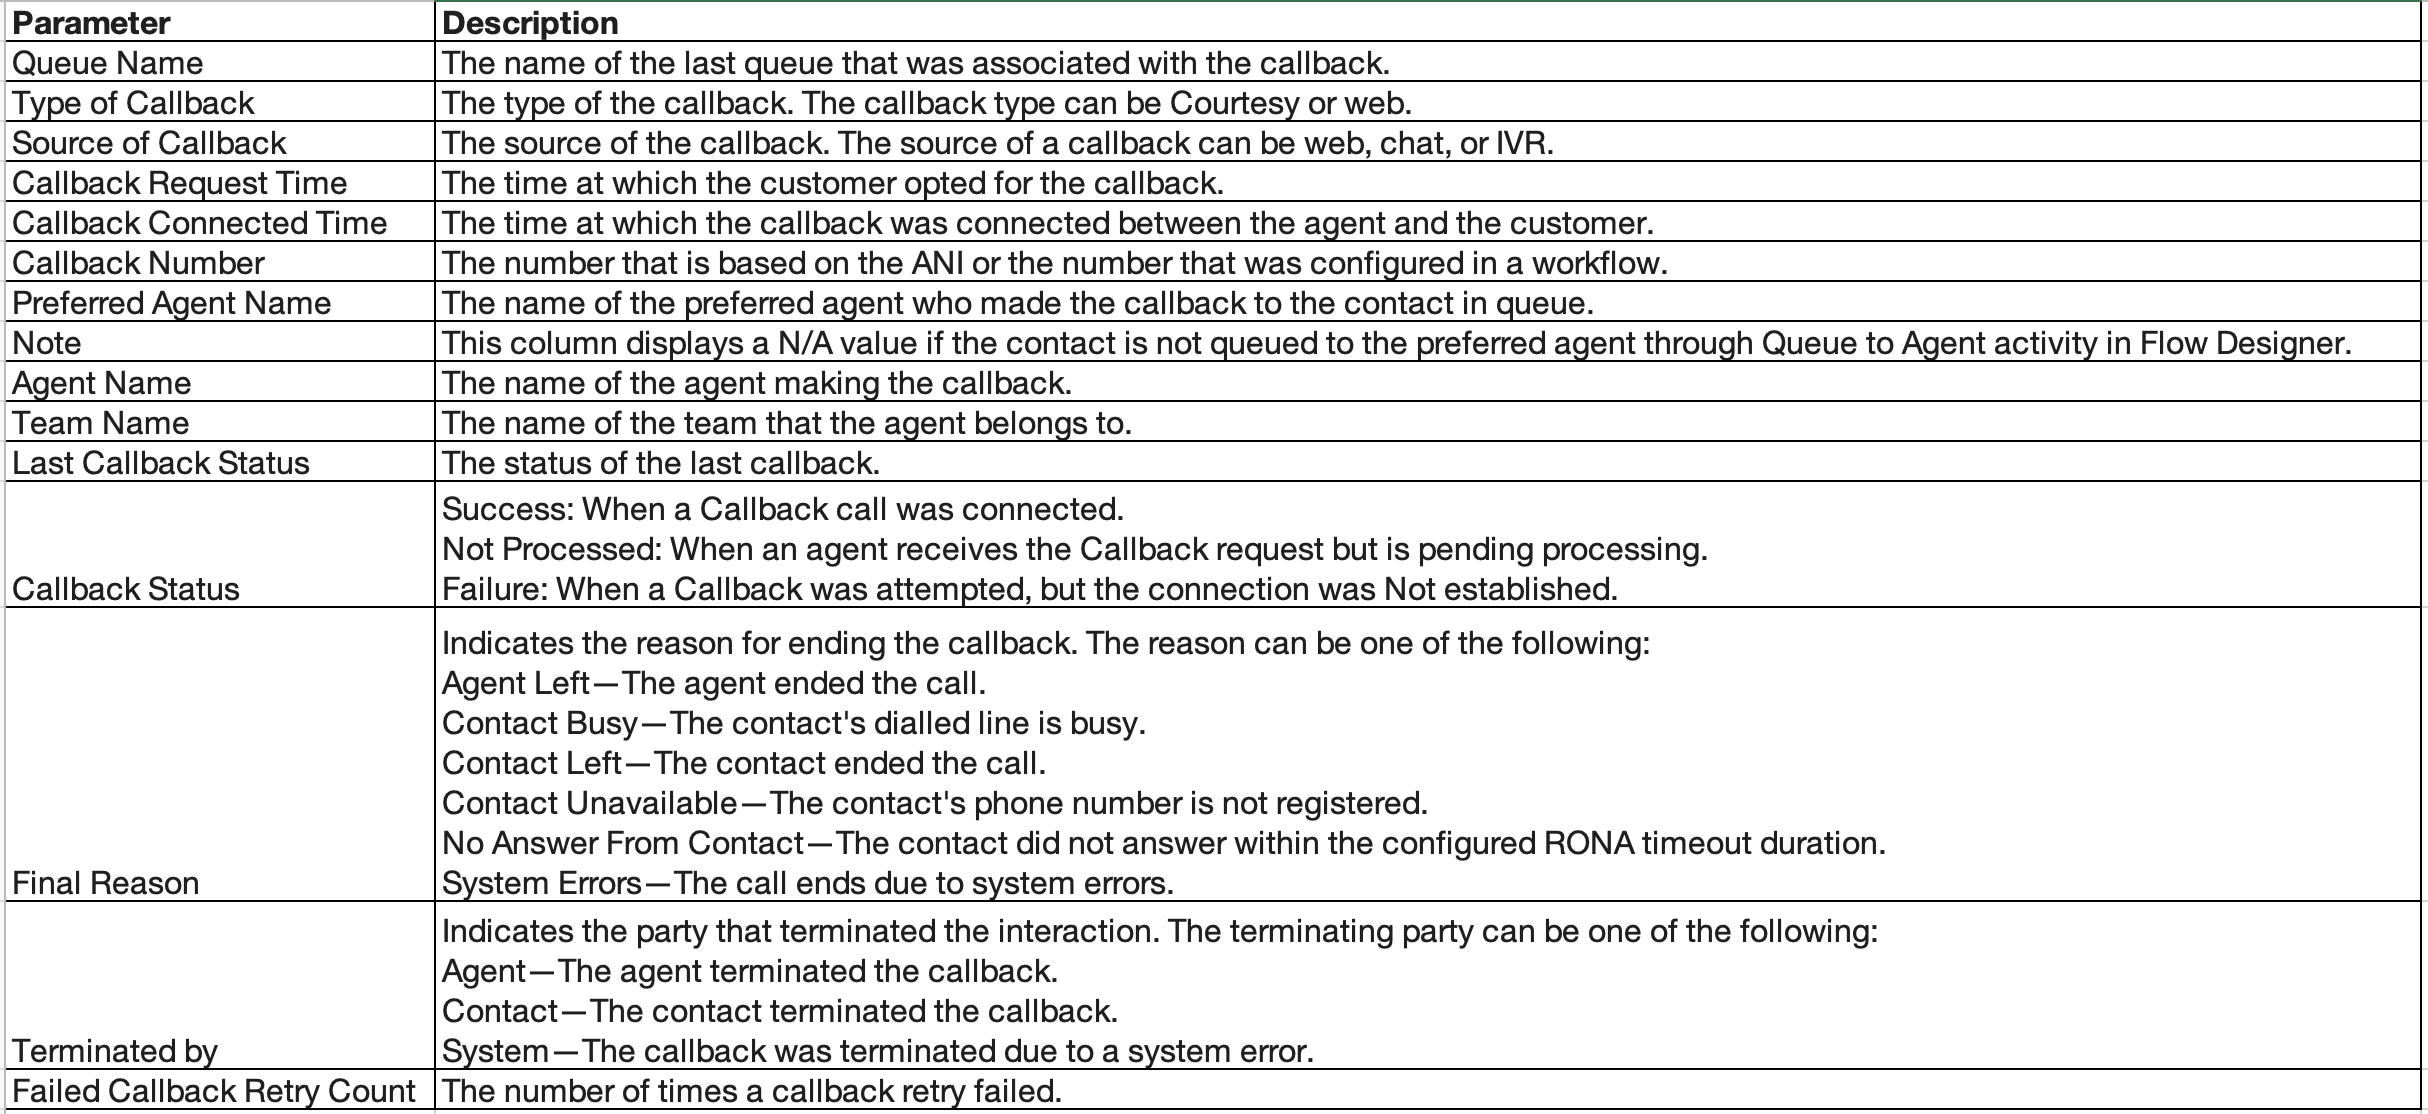 Parameter Description
Queue Name The name of the last queue that was associated with the callback.
Type of Callback The type of the callback. The callback type can be Courtesy or web.
Source of Callback The source of the callback. The source of a callback can be web, chat, or IVR.
Callback Request Time The time at which the customer opted for the callback.
Callback Connected Time The time at which the callback was connected between the agent and the customer.
Callback Number The number that is based on the ANI or the number that was configured in a workflow.
Preferred Agent Name The name of the preferred agent who made the callback to the contact in queue.
Note This column displays a N/A value if the contact is not queued to the preferred agent through Queue to Agent activity in Flow Designer.
Agent Name The name of the agent making the callback.
Team Name The name of the team that the agent belongs to.
Last Callback Status The status of the last callback.
Success: When a Callback call was connected.
Not Processed: When an agent receives the Callback request but is pending processing.
Callback Status Failure: When a Callback was attempted, but the connection was Not established.
Indicates the reason for ending the callback. The reason can be one of the following:
Agent Left—The agent ended the call.
Contact Busy—The contact's dialled line is busy.
Contact Left—The contact ended the call.
Contact Unavailable—The contact's phone number is not registered.
No Answer From Contact—The contact did not answer within the configured RONA timeout duration.
Final Reason System Errors—The call ends due to system errors.
Indicates the party that terminated the interaction. The terminating party can be one of the following:
Agent—The agent terminated the callback.
Contact—The contact terminated the callback.
Terminated by System—The callback was terminated due to a system error.
Failed Callback Retry Count The number of times a callback retry failed.